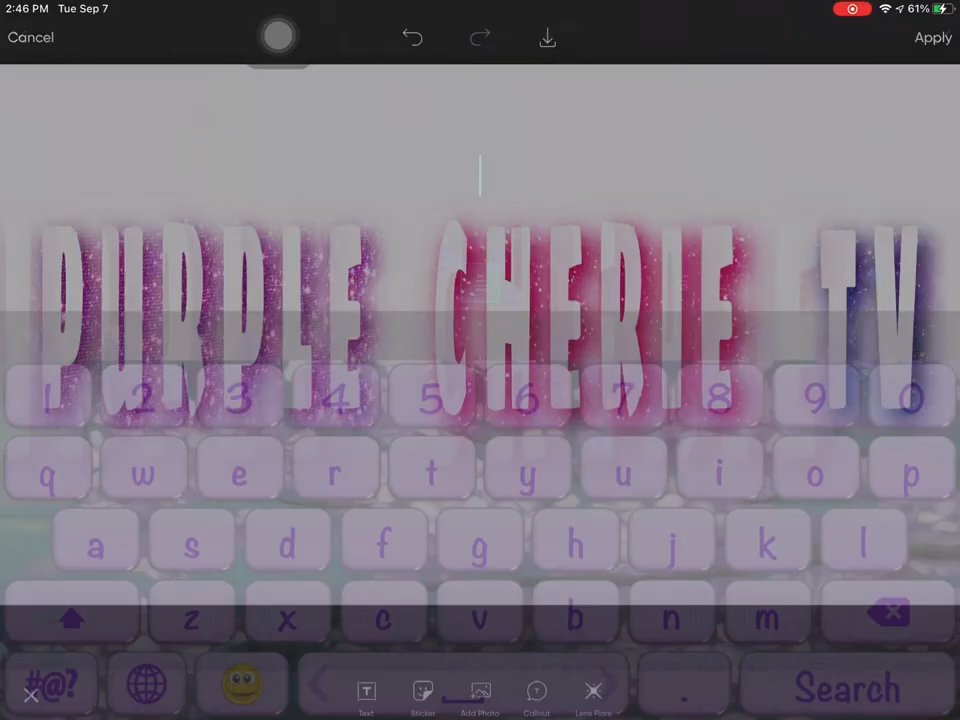 2:46 PM Tue Sep 7 61%
Cancel Apply
PURPLE CHERIE TV
1 2 3 4 5 6 7 8 9 0
q w e r t y u i o p
a s d f g h j k l
z x c v b n m
#@? . Search
Text Sticker Add Photo Callout Lens Flare